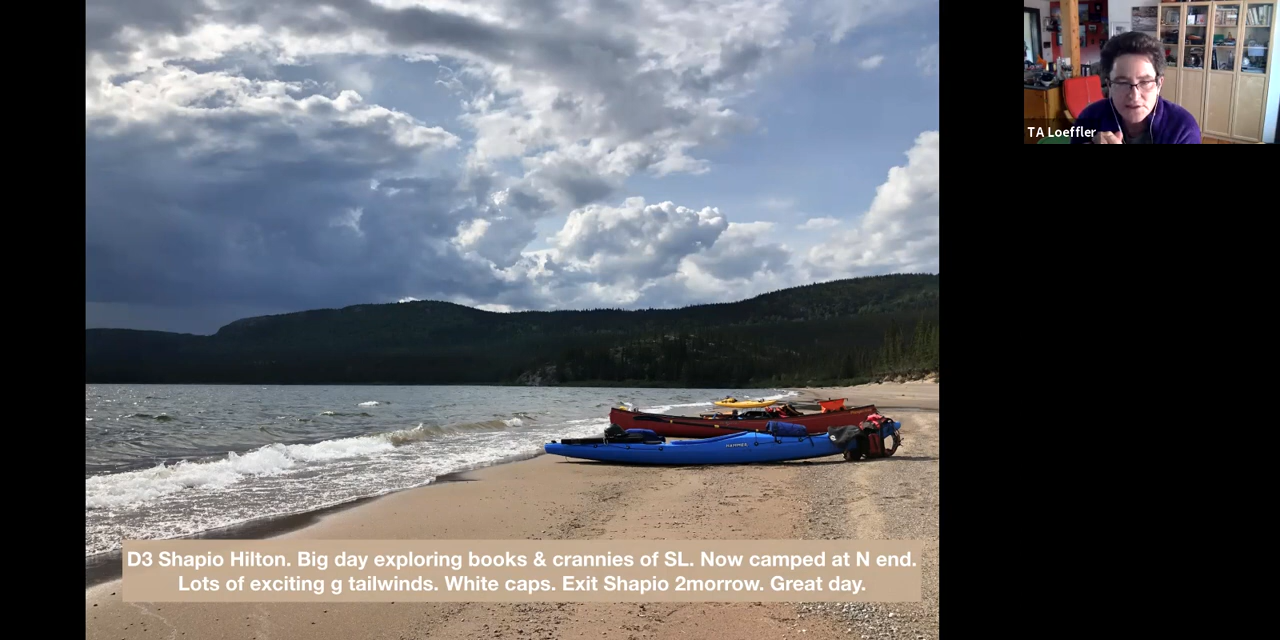 TA Loeffler
D3 Shapio Hilton. Big day exploring books & crannies of SL. Now camped at N end.
Lots of exciting g tailwinds. White caps. Exit Shapio 2morrow. Great day.